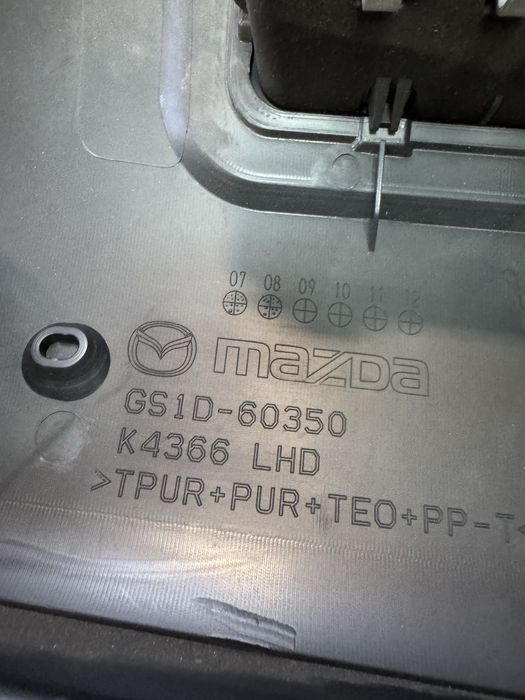 07 08 09 10 11 12
mazda
GS1D-60350
K4366 LHD
>TPUR+PUR+TEO+PP-T<